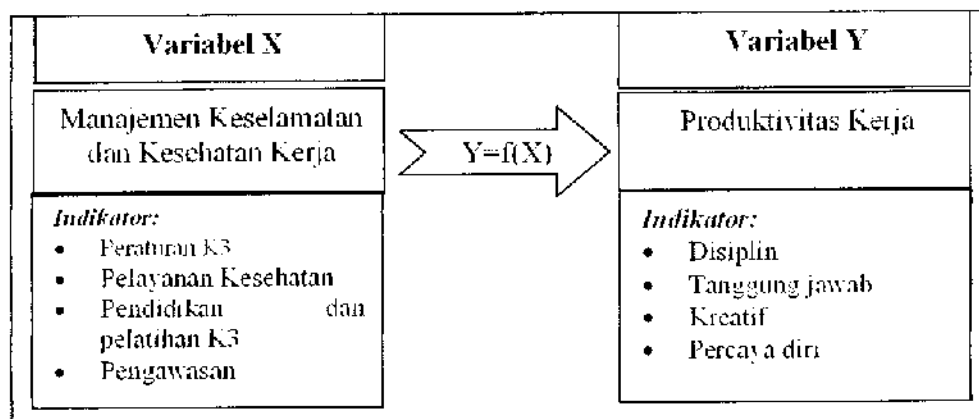 Variabel X
Manajemen Keselamatan
dan Kesehatan Kerja
Indikator:
• Peraturan K3
• Pelayanan Kesehatan
• Pendidikan dan
pelatihan K3
• Pengawasan
Y=f(X)
Variabel Y
Produktivitas Kerja
Indikator:
• Disiplin
• Tanggung jawab
• Kreatif
• Percaya diri